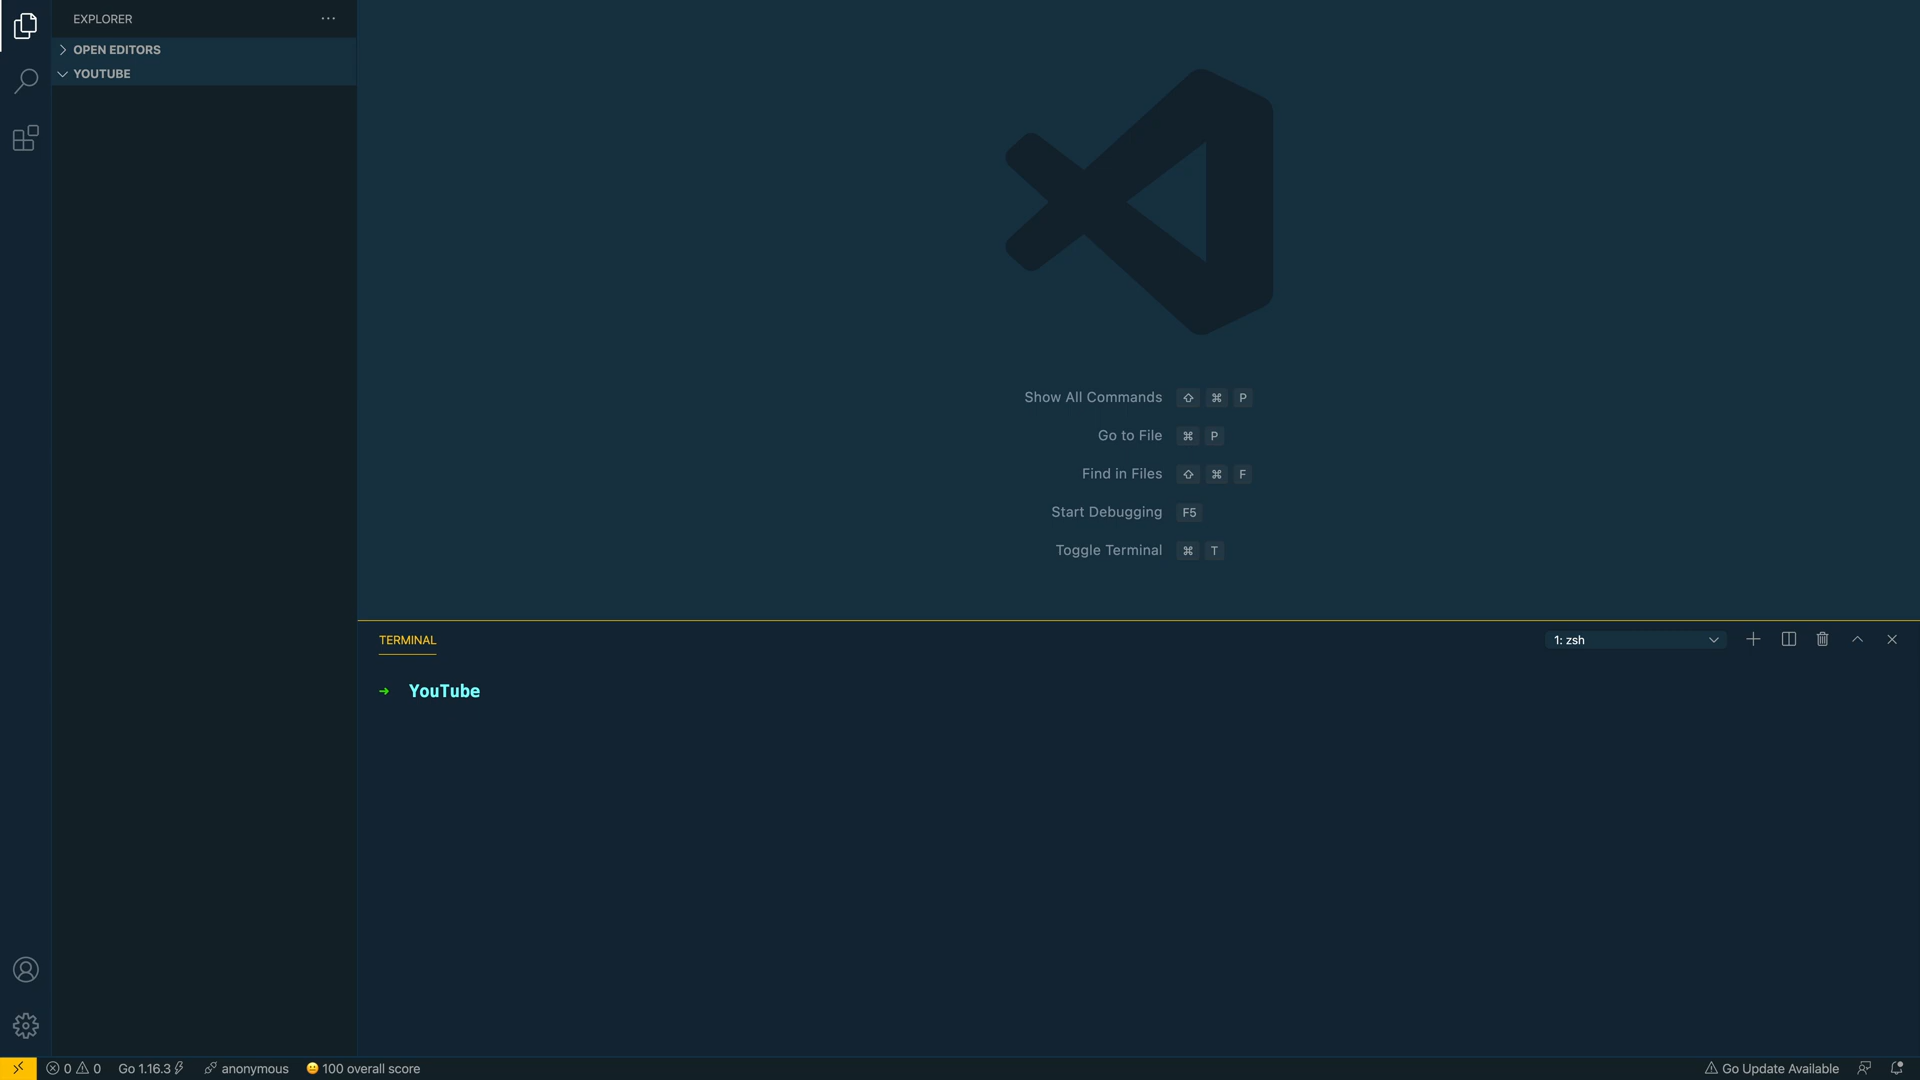 EXPLORER
OPEN EDITORS
YOUTUBE
Show All Commands ⇧ ⌘ P
Go to File ⌘ P
Find in Files ⇧ ⌘ F
Start Debugging F5
Toggle Terminal ⌘ T
TERMINAL
1: zsh
➜ YouTube
0 0 Go 1.16.3 anonymous 100 overall score
Go Update Available